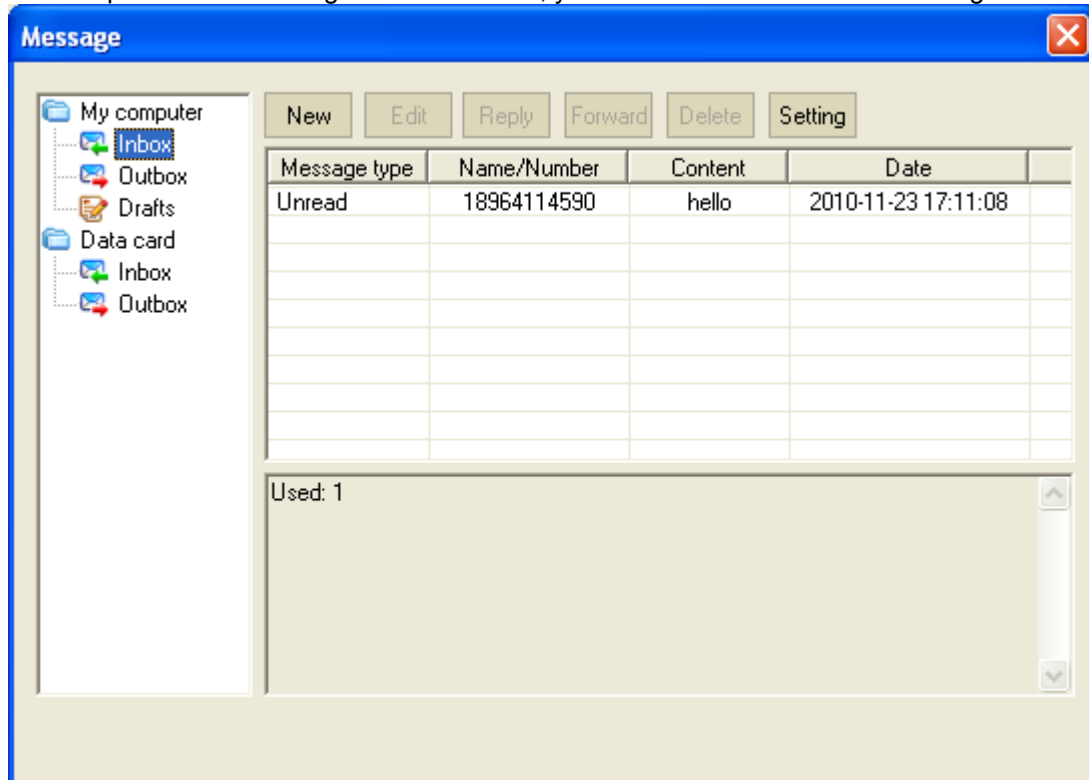 Message
My computer
Inbox
Outbox
Drafts
Data card
Inbox
Outbox
New Edit Reply Forward Delete Setting
Message type Name/Number Content Date
Unread 18964114590 hello 2010-11-23 17:11:08
Used: 1